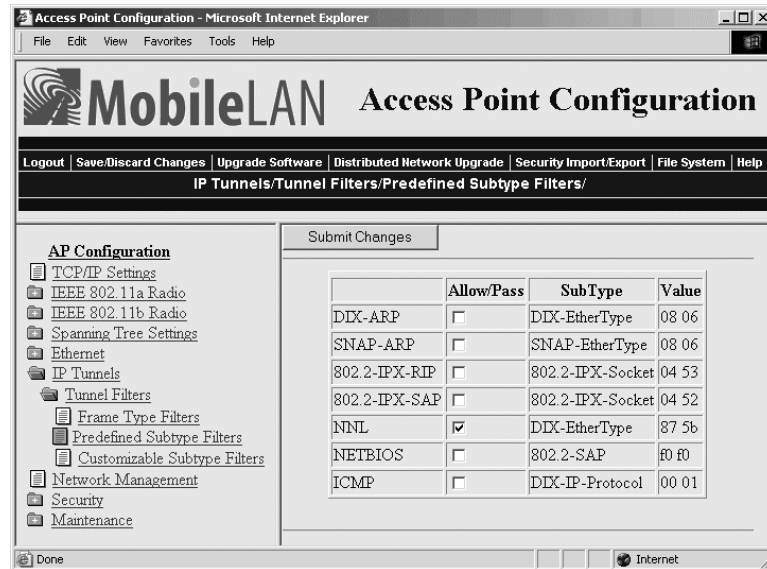 Access Point Configuration - Microsoft Internet Explorer
File Edit View Favorites Tools Help
MobileLAN Access Point Configuration
Logout | Save/Discard Changes | Upgrade Software | Distributed Network Upgrade | Security Import/Export | File System | Help
IP Tunnels/Tunnel Filters/Predefined Subtype Filters/
AP Configuration
TCP/IP Settings
IEEE 802.11a Radio
IEEE 802.11b Radio
Spanning Tree Settings
Ethernet
IP Tunnels
Tunnel Filters
Frame Type Filters
Predefined Subtype Filters
Customizable Subtype Filters
Network Management
Security
Maintenance
Submit Changes
Allow/Pass SubType Value
DIX-ARP DIX-EtherType 08 06
SNAP-ARP SNAP-EtherType 08 06
802.2-IPX-RIP 802.2-IPX-Socket 04 53
802.2-IPX-SAP 802.2-IPX-Socket 04 52
NNL DIX-EtherType 87 5b
NETBIOS 802.2-SAP f0 f0
ICMP DIX-IP-Protocol 00 01
Done Internet